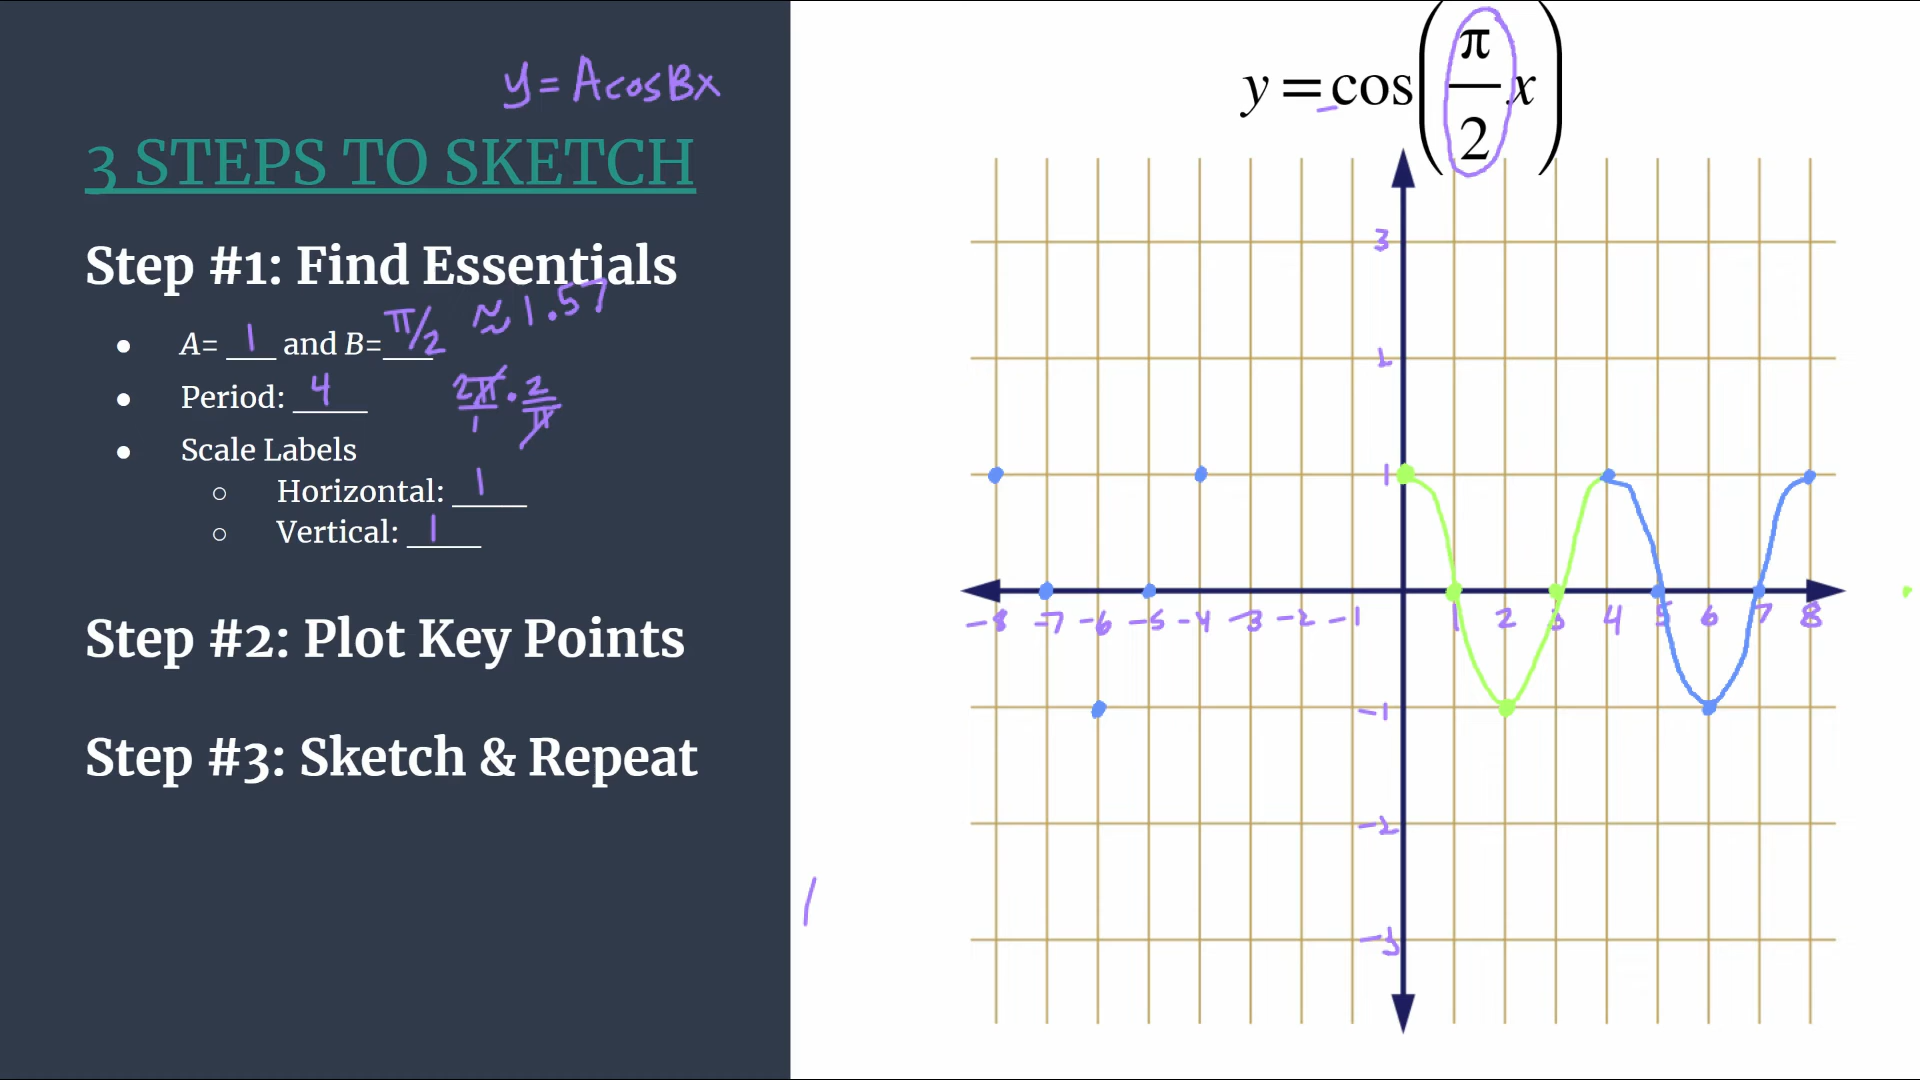 y = AcosBx
3 STEPS TO SKETCH
Step #1: Find Essentials
● A= 1 and B= π/2 ≈ 1.57
● Period: 4 2π/1 · 2/π
● Scale Labels
○ Horizontal: 1
○ Vertical: 1
Step #2: Plot Key Points
Step #3: Sketch & Repeat
y = cos(π/2 x)
3
2
1
-8 -7 -6 -5 -4 -3 -2 -1 1 2 3 4 5 6 7 8
-1
-2
-3